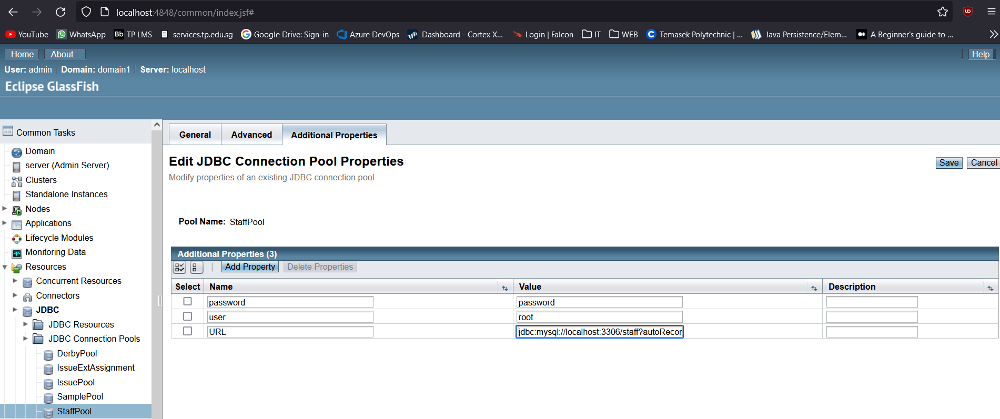 localhost:4848/common/index.jsf#
YouTube WhatsApp Bb TP LMS services.tp.edu.sg Google Drive: Sign-in Azure DevOps Dashboard - Cortex X... Login | Falcon IT WEB Temasek Polytechnic | ... Java Persistence/Elem... A Beginner's guide to ...
Home About... Help
User: admin Domain: domain1 Server: localhost
Eclipse GlassFish
Common Tasks
Domain
server (Admin Server)
Clusters
Standalone Instances
Nodes
Applications
Lifecycle Modules
Monitoring Data
Resources
Concurrent Resources
Connectors
JDBC
JDBC Resources
JDBC Connection Pools
DerbyPool
IssueExtAssignment
IssuePool
SamplePool
StaffPool
General Advanced Additional Properties
Edit JDBC Connection Pool Properties
Save Cancel
Modify properties of an existing JDBC connection pool.
Pool Name: StaffPool
Additional Properties (3)
Add Property Delete Properties
Select Name Value Description
password password
user root
URL jdbc:mysql://localhost:3306/staff?autoRecon